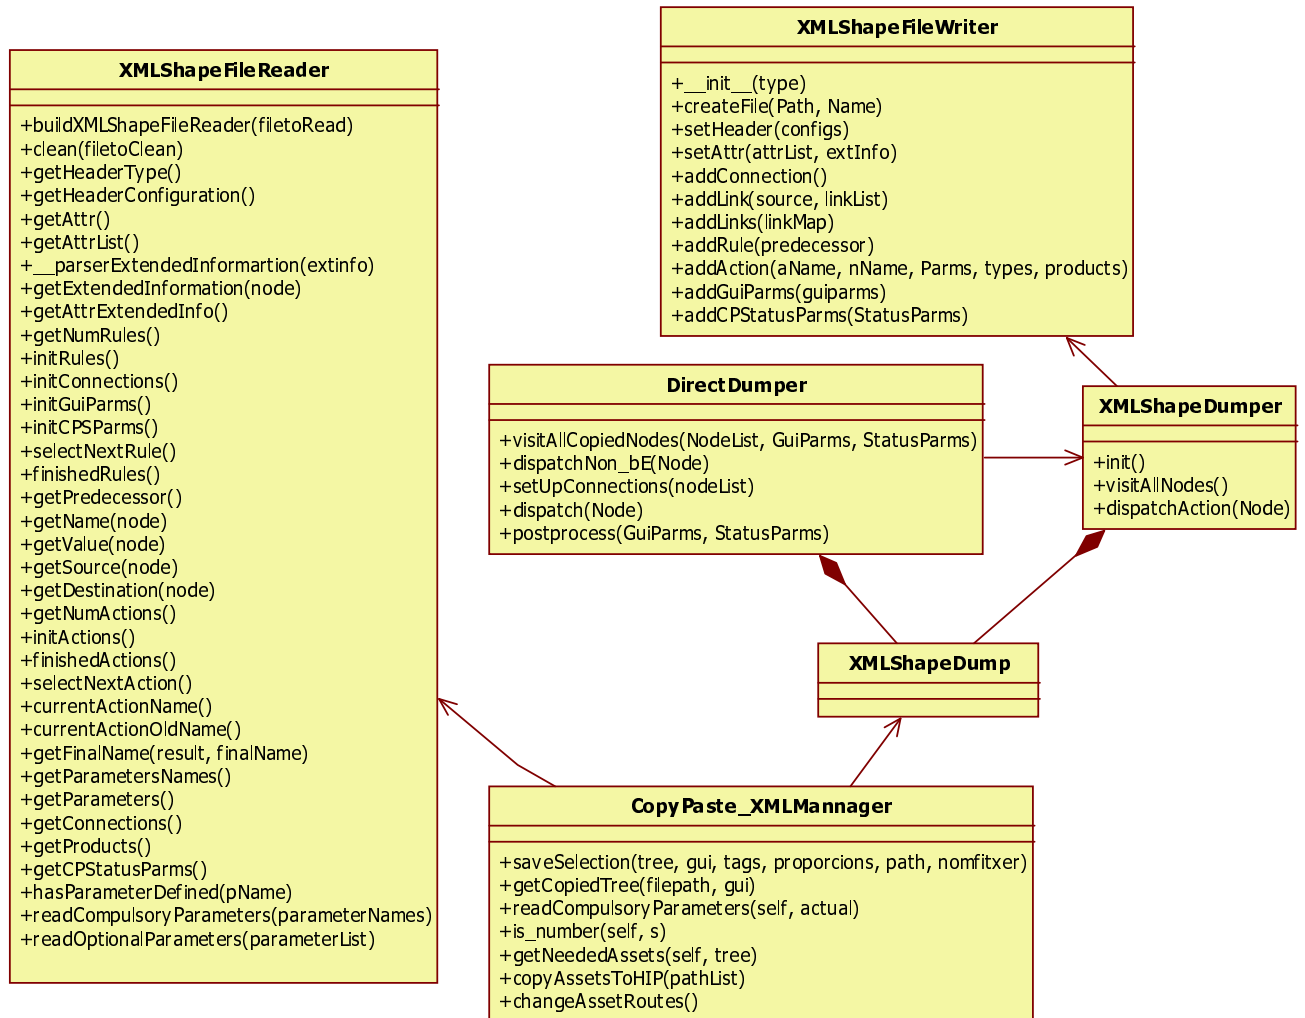 XMLShapeFileReader
+buildXMLShapeFileReader(filetoRead)
+clean(filetoClean)
+getHeaderType()
+getHeaderConfiguration()
+getAttr()
+getAttrList()
+__parserExtendedInformartion(extinfo)
+getExtendedInformation(node)
+getAttrExtendedInfo()
+getNumRules()
+initRules()
+initConnections()
+initGuiParms()
+initCPSParms()
+selectNextRule()
+finishedRules()
+getPredecessor()
+getName(node)
+getValue(node)
+getSource(node)
+getDestination(node)
+getNumActions()
+initActions()
+finishedActions()
+selectNextAction()
+currentActionName()
+currentActionOldName()
+getFinalName(result, finalName)
+getParametersNames()
+getParameters()
+getConnections()
+getProducts()
+getCPStatusParms()
+hasParameterDefined(pName)
+readCompulsoryParameters(parameterNames)
+readOptionalParameters(parameterList)
XMLShapeFileWriter
+__init__(type)
+createFile(Path, Name)
+setHeader(configs)
+setAttr(attrList, extInfo)
+addConnection()
+addLink(source, linkList)
+addLinks(linkMap)
+addRule(predecessor)
+addAction(aName, nName, Parms, types, products)
+addGuiParms(guiparms)
+addCPStatusParms(StatusParms)
DirectDumper
+visitAllCopiedNodes(NodeList, GuiParms, StatusParms)
+dispatchNon_bE(Node)
+setUpConnections(nodeList)
+dispatch(Node)
+postprocess(GuiParms, StatusParms)
XMLShapeDumper
+init()
+visitAllNodes()
+dispatchAction(Node)
XMLShapeDump
CopyPaste_XMLMannager
+saveSelection(tree, gui, tags, proporcions, path, nomfitxer)
+getCopiedTree(filepath, gui)
+readCompulsoryParameters(self, actual)
+is_number(self, s)
+getNeededAssets(self, tree)
+copyAssetsToHIP(pathList)
+changeAssetRoutes()